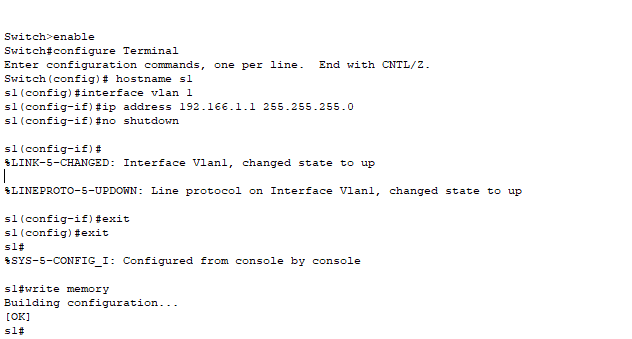 Switch>enable
Switch#configure Terminal
Enter configuration commands, one per line.  End with CNTL/Z.
Switch(config)# hostname s1
s1(config)#interface vlan 1
s1(config-if)#ip address 192.166.1.1 255.255.255.0
s1(config-if)#no shutdown
s1(config-if)#
%LINK-5-CHANGED: Interface Vlan1, changed state to up
%LINEPROTO-5-UPDOWN: Line protocol on Interface Vlan1, changed state to up
s1(config-if)#exit
s1(config)#exit
s1#
%SYS-5-CONFIG_I: Configured from console by console
s1#write memory
Building configuration...
[OK]
s1#